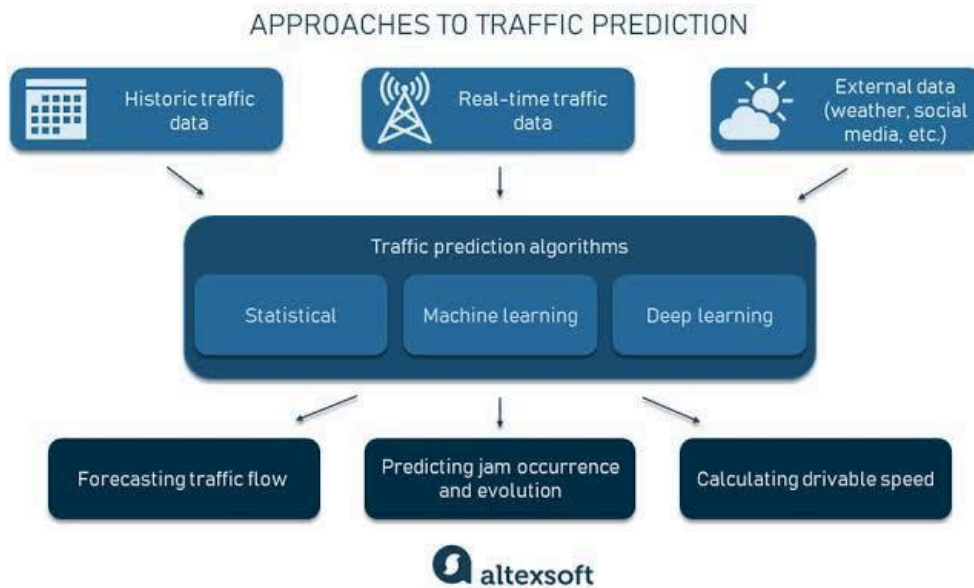 APPROACHES TO TRAFFIC PREDICTION
Historic traffic
data
Real-time traffic
data
External data
(weather, social
media, etc.)
Traffic prediction algorithms
Statistical
Machine learning
Deep learning
Forecasting traffic flow
Predicting jam occurrence
and evolution
Calculating drivable speed
altexsoft